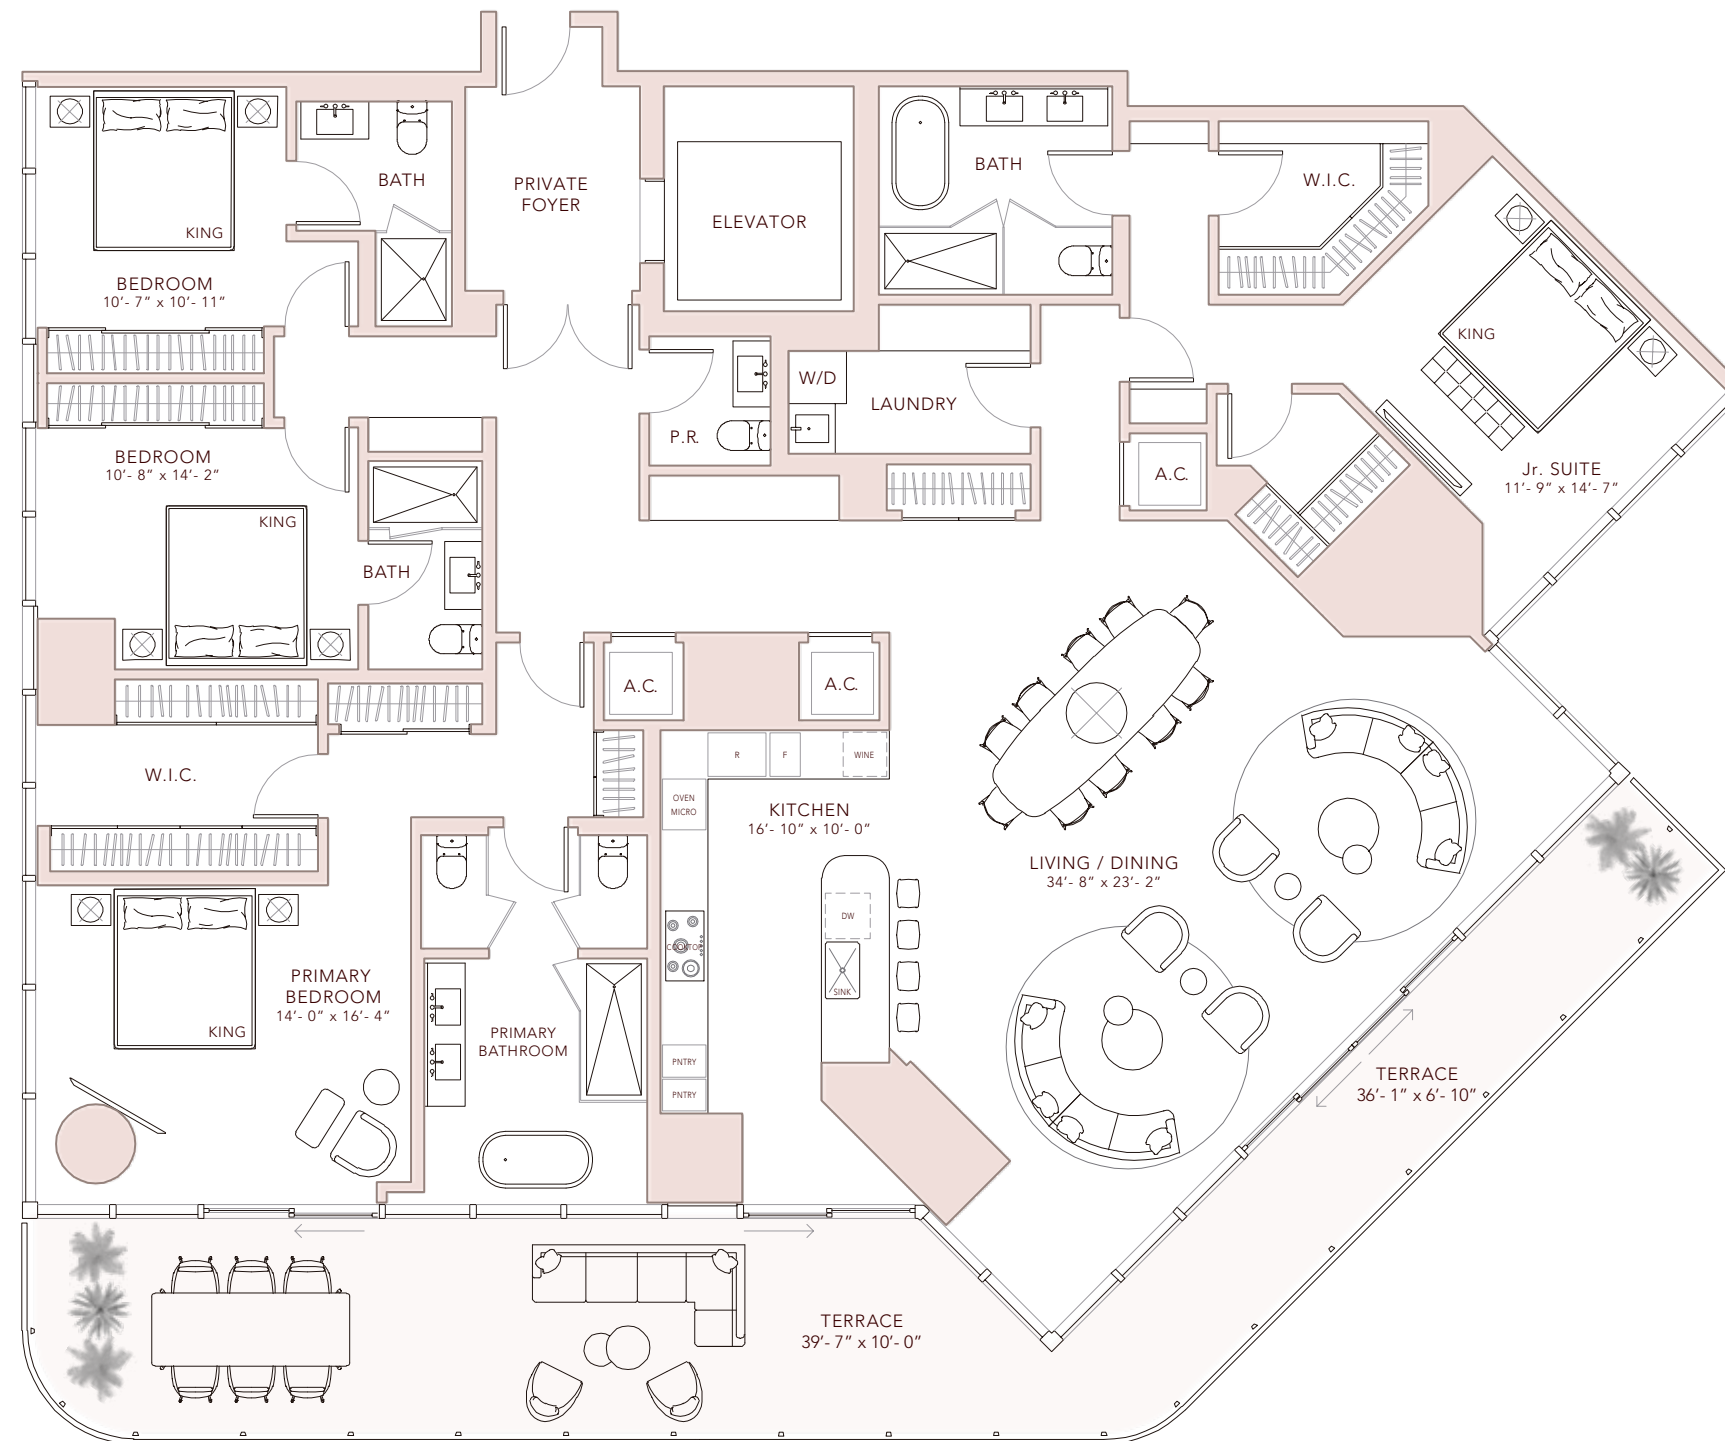 BATH
PRIVATE
FOYER
ELEVATOR
BATH
W.I.C.
KING
BEDROOM
10'- 7" x 10'- 11"
KING
W/D
LAUNDRY
P.R.
BEDROOM
10'- 8" x 14'- 2"
A.C.
Jr. SUITE
11'- 9" x 14'- 7"
KING
BATH
A.C.
A.C.
W.I.C.
R
F
WINE
OVEN
MICRO
KITCHEN
16'- 10" x 10'- 0"
LIVING / DINING
34'- 8" x 23'- 2"
DW
COOKTOP
SINK
PRIMARY
BEDROOM
14'- 0" x 16'- 4"
KING
PRIMARY
BATHROOM
PNTRY
PNTRY
TERRACE
36'- 1" x 6'- 10"
TERRACE
39'- 7" x 10'- 0"